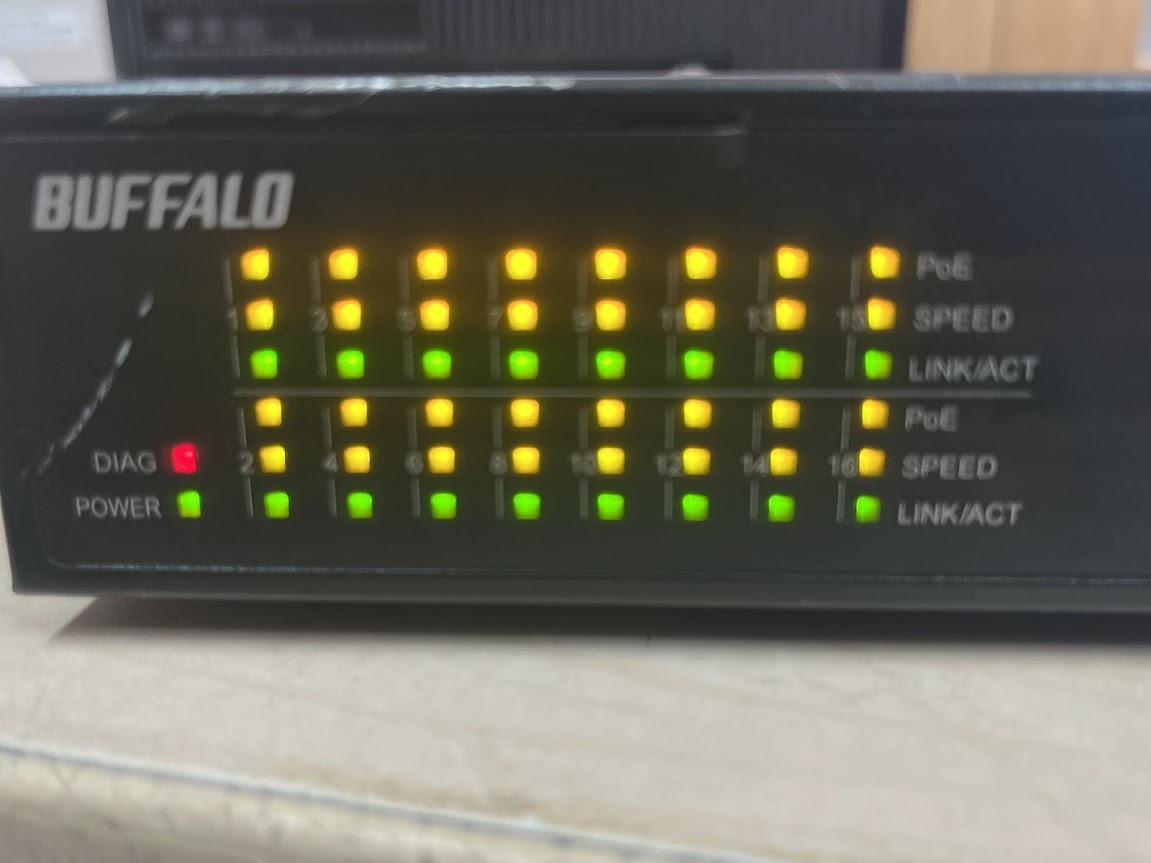 BUFFALO
PoE
1 3 5 7 9 11 13 15 SPEED
LINK/ACT
PoE
DIAG 2 4 6 8 10 12 14 16 SPEED
POWER LINK/ACT